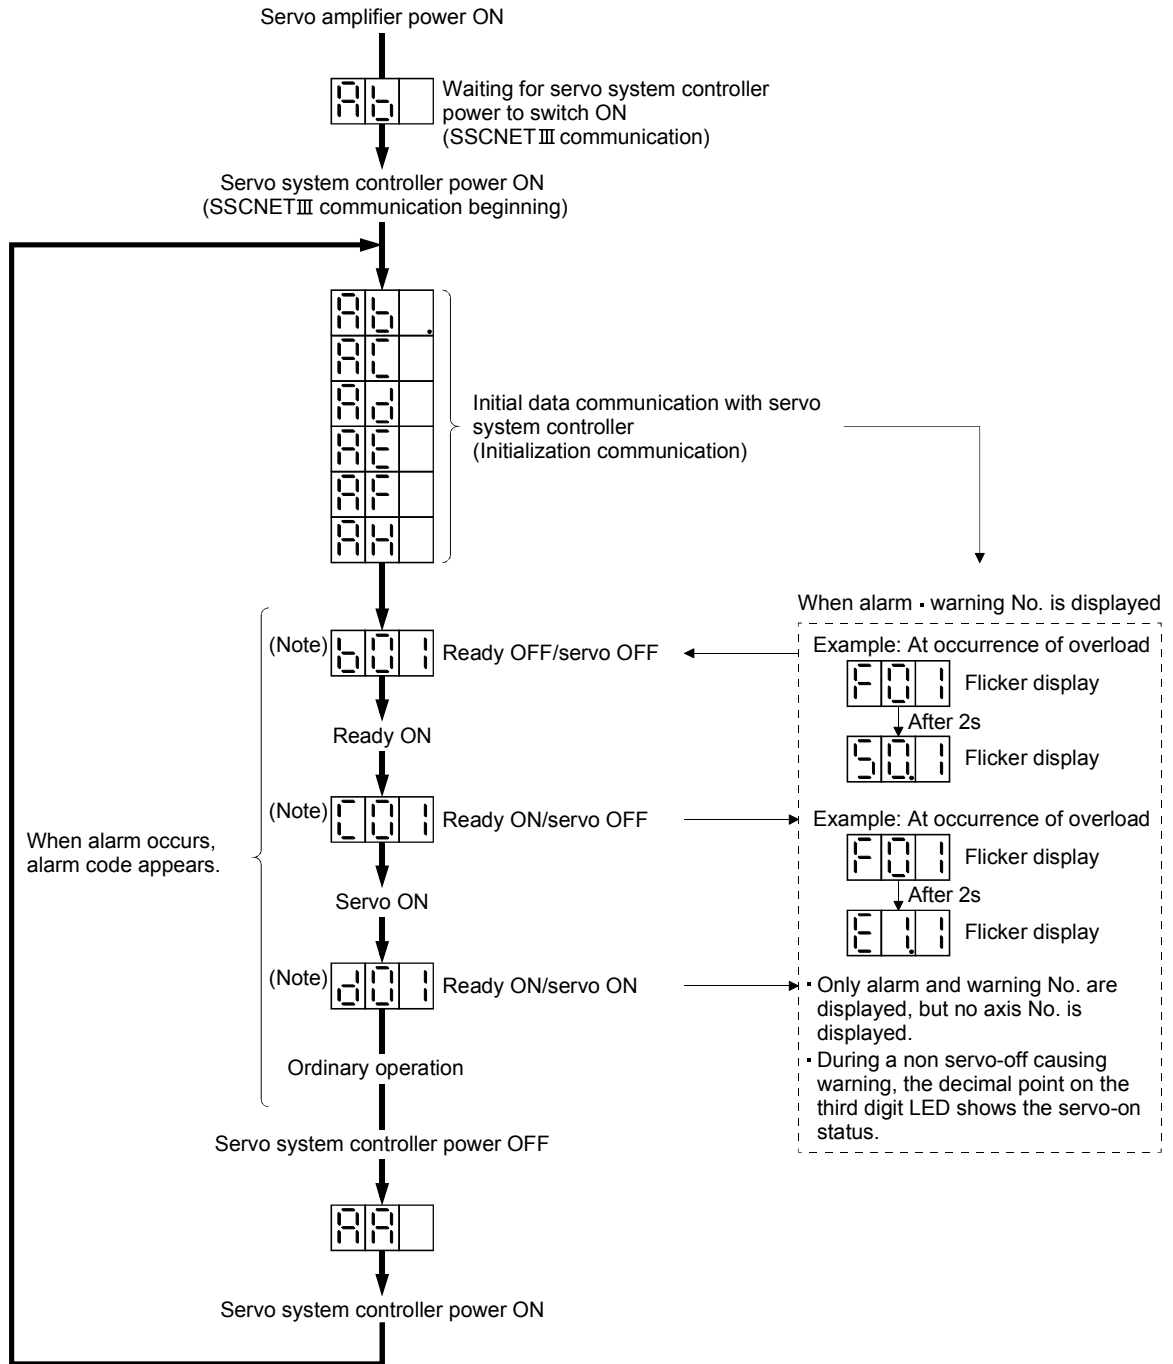 Servo amplifier power ON
Ab
Waiting for servo system controller
power to switch ON
(SSCNETⅢ communication)
Servo system controller power ON
(SSCNETⅢ communication beginning)
Ab.
AC
Ad
AE
AF
AH
Initial data communication with servo
system controller
(Initialization communication)
When alarm occurs,
alarm code appears.
(Note) b01 Ready OFF/servo OFF
Ready ON
(Note) C01 Ready ON/servo OFF
Servo ON
(Note) d01 Ready ON/servo ON
Ordinary operation
Servo system controller power OFF
AA
Servo system controller power ON
When alarm ▪ warning No. is displayed
Example: At occurrence of overload
F01 Flicker display
After 2s
50.1 Flicker display
Example: At occurrence of overload
F01 Flicker display
After 2s
E1.1 Flicker display
▪ Only alarm and warning No. are
displayed, but no axis No. is
displayed.
▪ During a non servo-off causing
warning, the decimal point on the
third digit LED shows the servo-on
status.